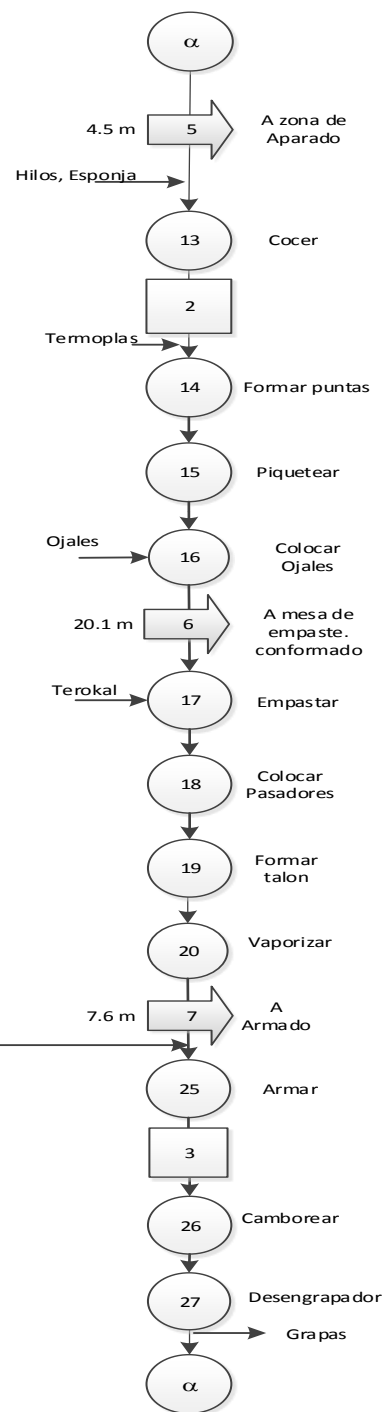 α
4.5 m
5
A zona de
Aparado
Hilos, Esponja
13
Cocer
2
Termoplas
14
Formar puntas
15
Piquetear
Ojales
16
Colocar
Ojales
20.1 m
6
A mesa de
empaste.
conformado
Terokal
17
Empastar
18
Colocar
Pasadores
19
Formar
talon
20
Vaporizar
7.6 m
7
A
Armado
25
Armar
3
26
Camborear
27
Desengrapador
Grapas
α